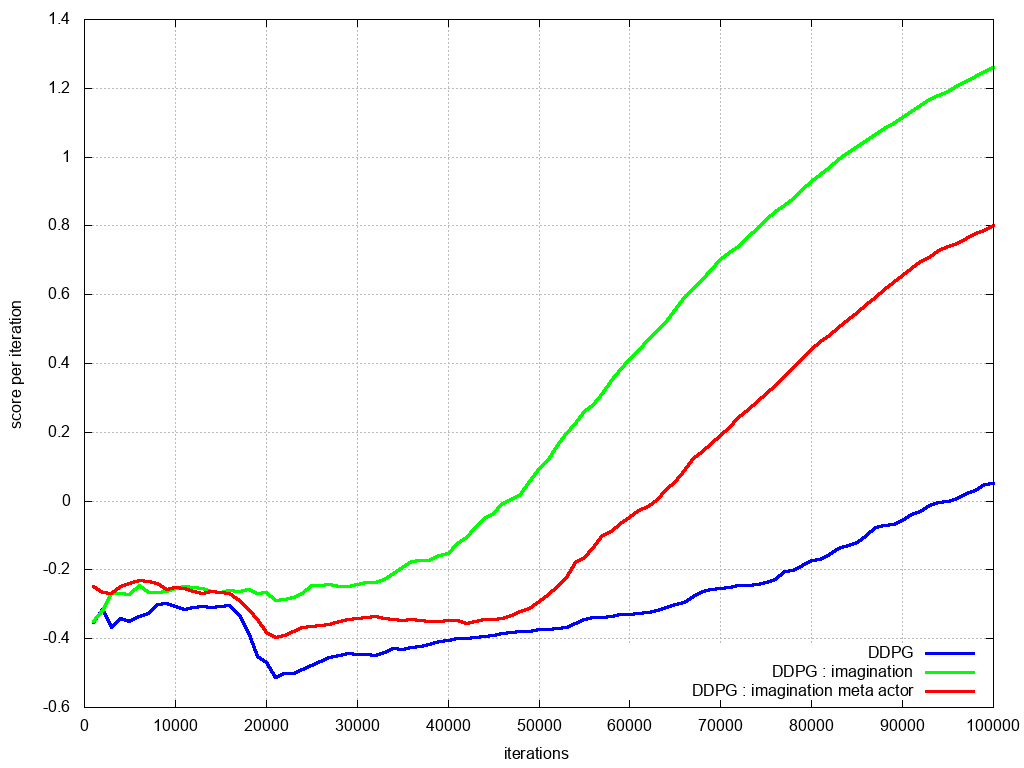 1.4
1.2
1
0.8
0.6
0.4
0.2
0
-0.2
-0.4
-0.6
score per iteration
DDPG
DDPG : imagination
DDPG : imagination meta actor
0 10000 20000 30000 40000 50000 60000 70000 80000 90000 100000
iterations